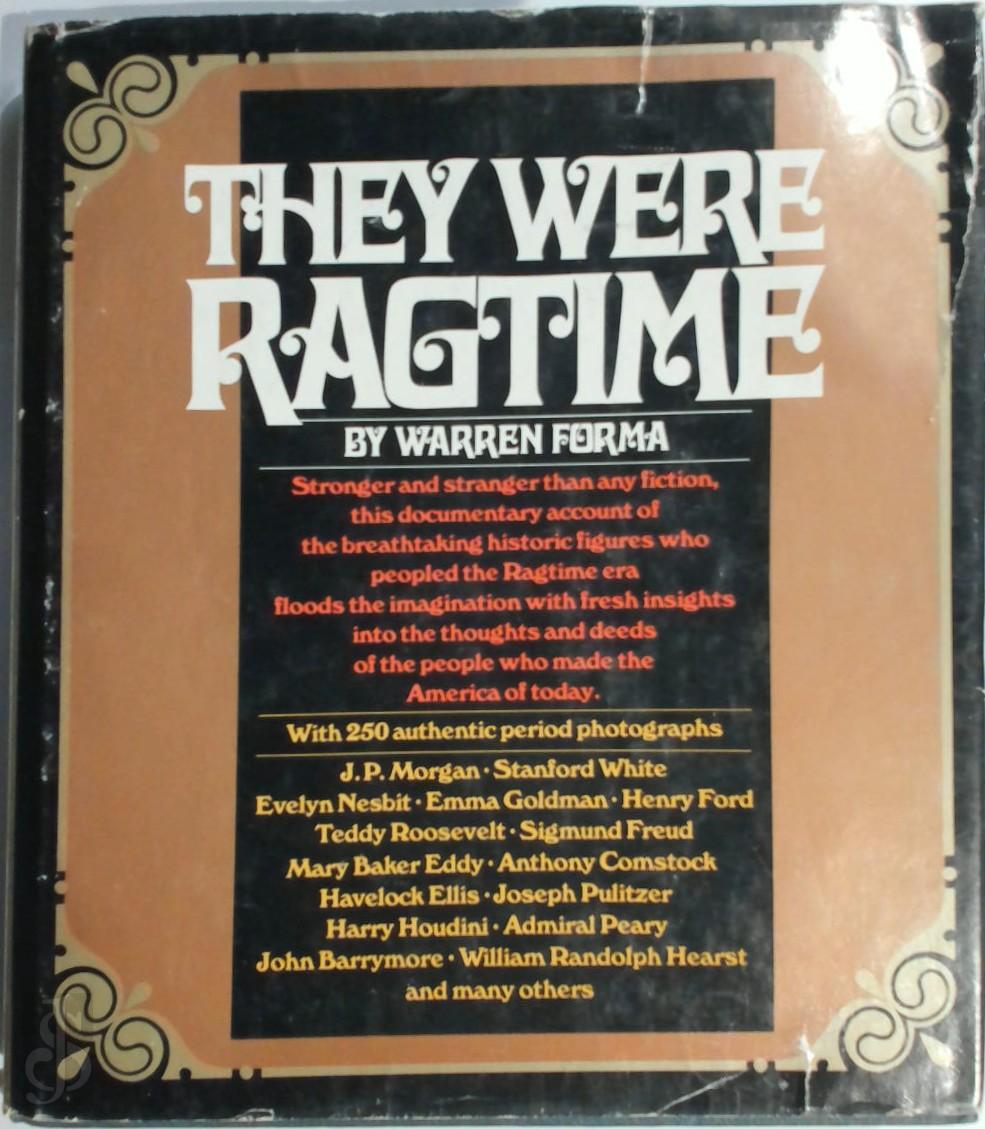 THEY WERE
RAGTIME
BY WARREN FORMA
Stronger and stranger than any fiction,
this documentary account of
the breathtaking historic figures who
peopled the Ragtime era
floods the imagination with fresh insights
into the thoughts and deeds
of the people who made the
America of today.
With 250 authentic period photographs
J.P. Morgan · Stanford White
Evelyn Nesbit · Emma Goldman · Henry Ford
Teddy Roosevelt · Sigmund Freud
Mary Baker Eddy · Anthony Comstock
Havelock Ellis · Joseph Pulitzer
Harry Houdini · Admiral Peary
John Barrymore · William Randolph Hearst
and many others